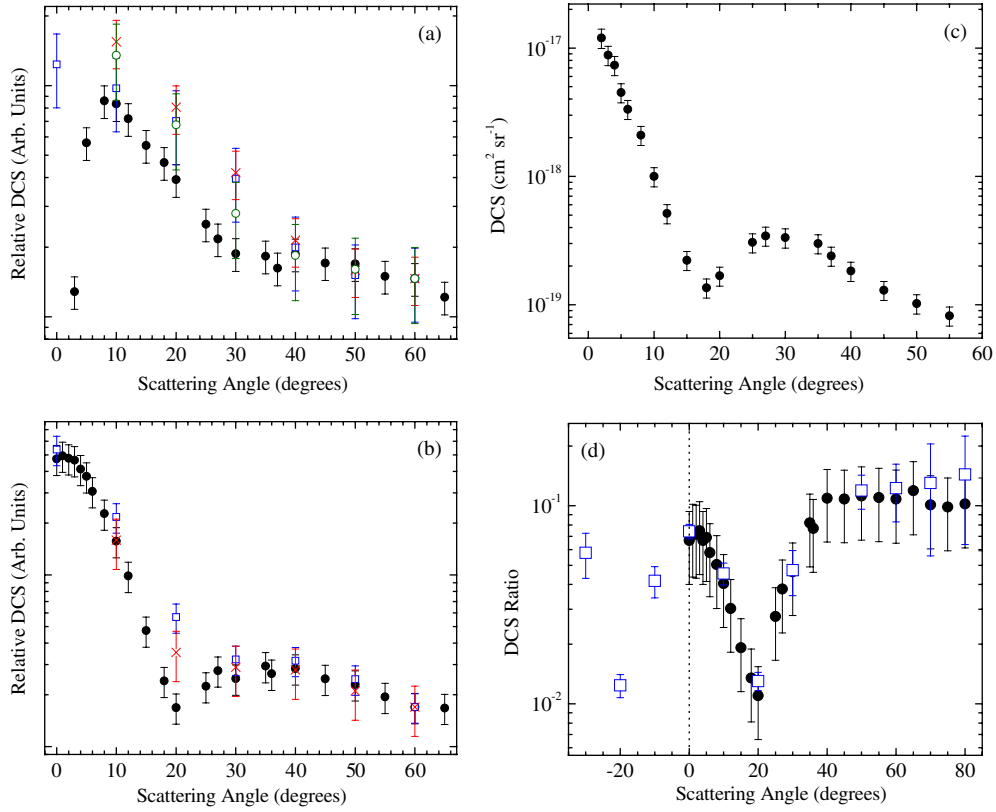 (a)
Relative DCS (Arb. Units)
0 10 20 30 40 50 60
Scattering Angle (degrees)
(c)
DCS (cm² sr⁻¹)
10⁻¹⁷
10⁻¹⁸
10⁻¹⁹
0 10 20 30 40 50 60
Scattering Angle (degrees)
(b)
Relative DCS (Arb. Units)
0 10 20 30 40 50 60
Scattering Angle (degrees)
(d)
DCS Ratio
10⁻¹
10⁻²
-20 0 20 40 60 80
Scattering Angle (degrees)